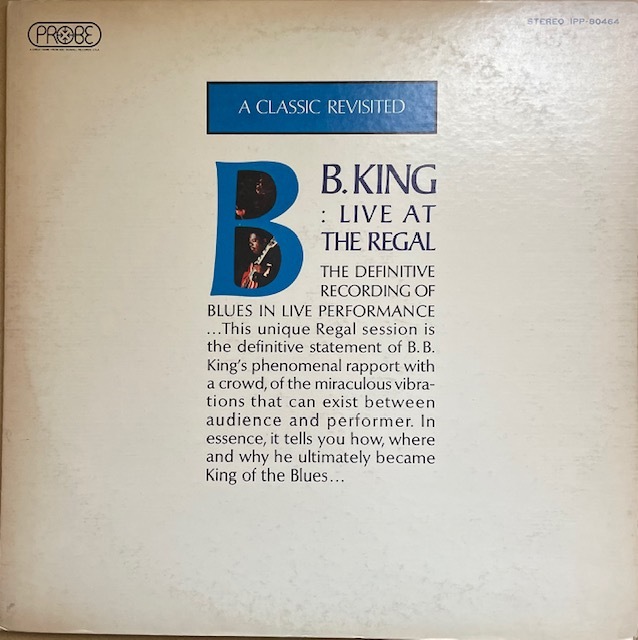 PROBE
STEREO IPP-80464
A CLASSIC REVISITED
B B. KING
: LIVE AT
THE REGAL
THE DEFINITIVE
RECORDING OF
BLUES IN LIVE PERFORMANCE
...This unique Regal session is
the definitive statement of B. B.
King's phenomenal rapport with
a crowd, of the miraculous vibra-
tions that can exist between
audience and performer. In
essence, it tells you how, where
and why he ultimately became
King of the Blues...